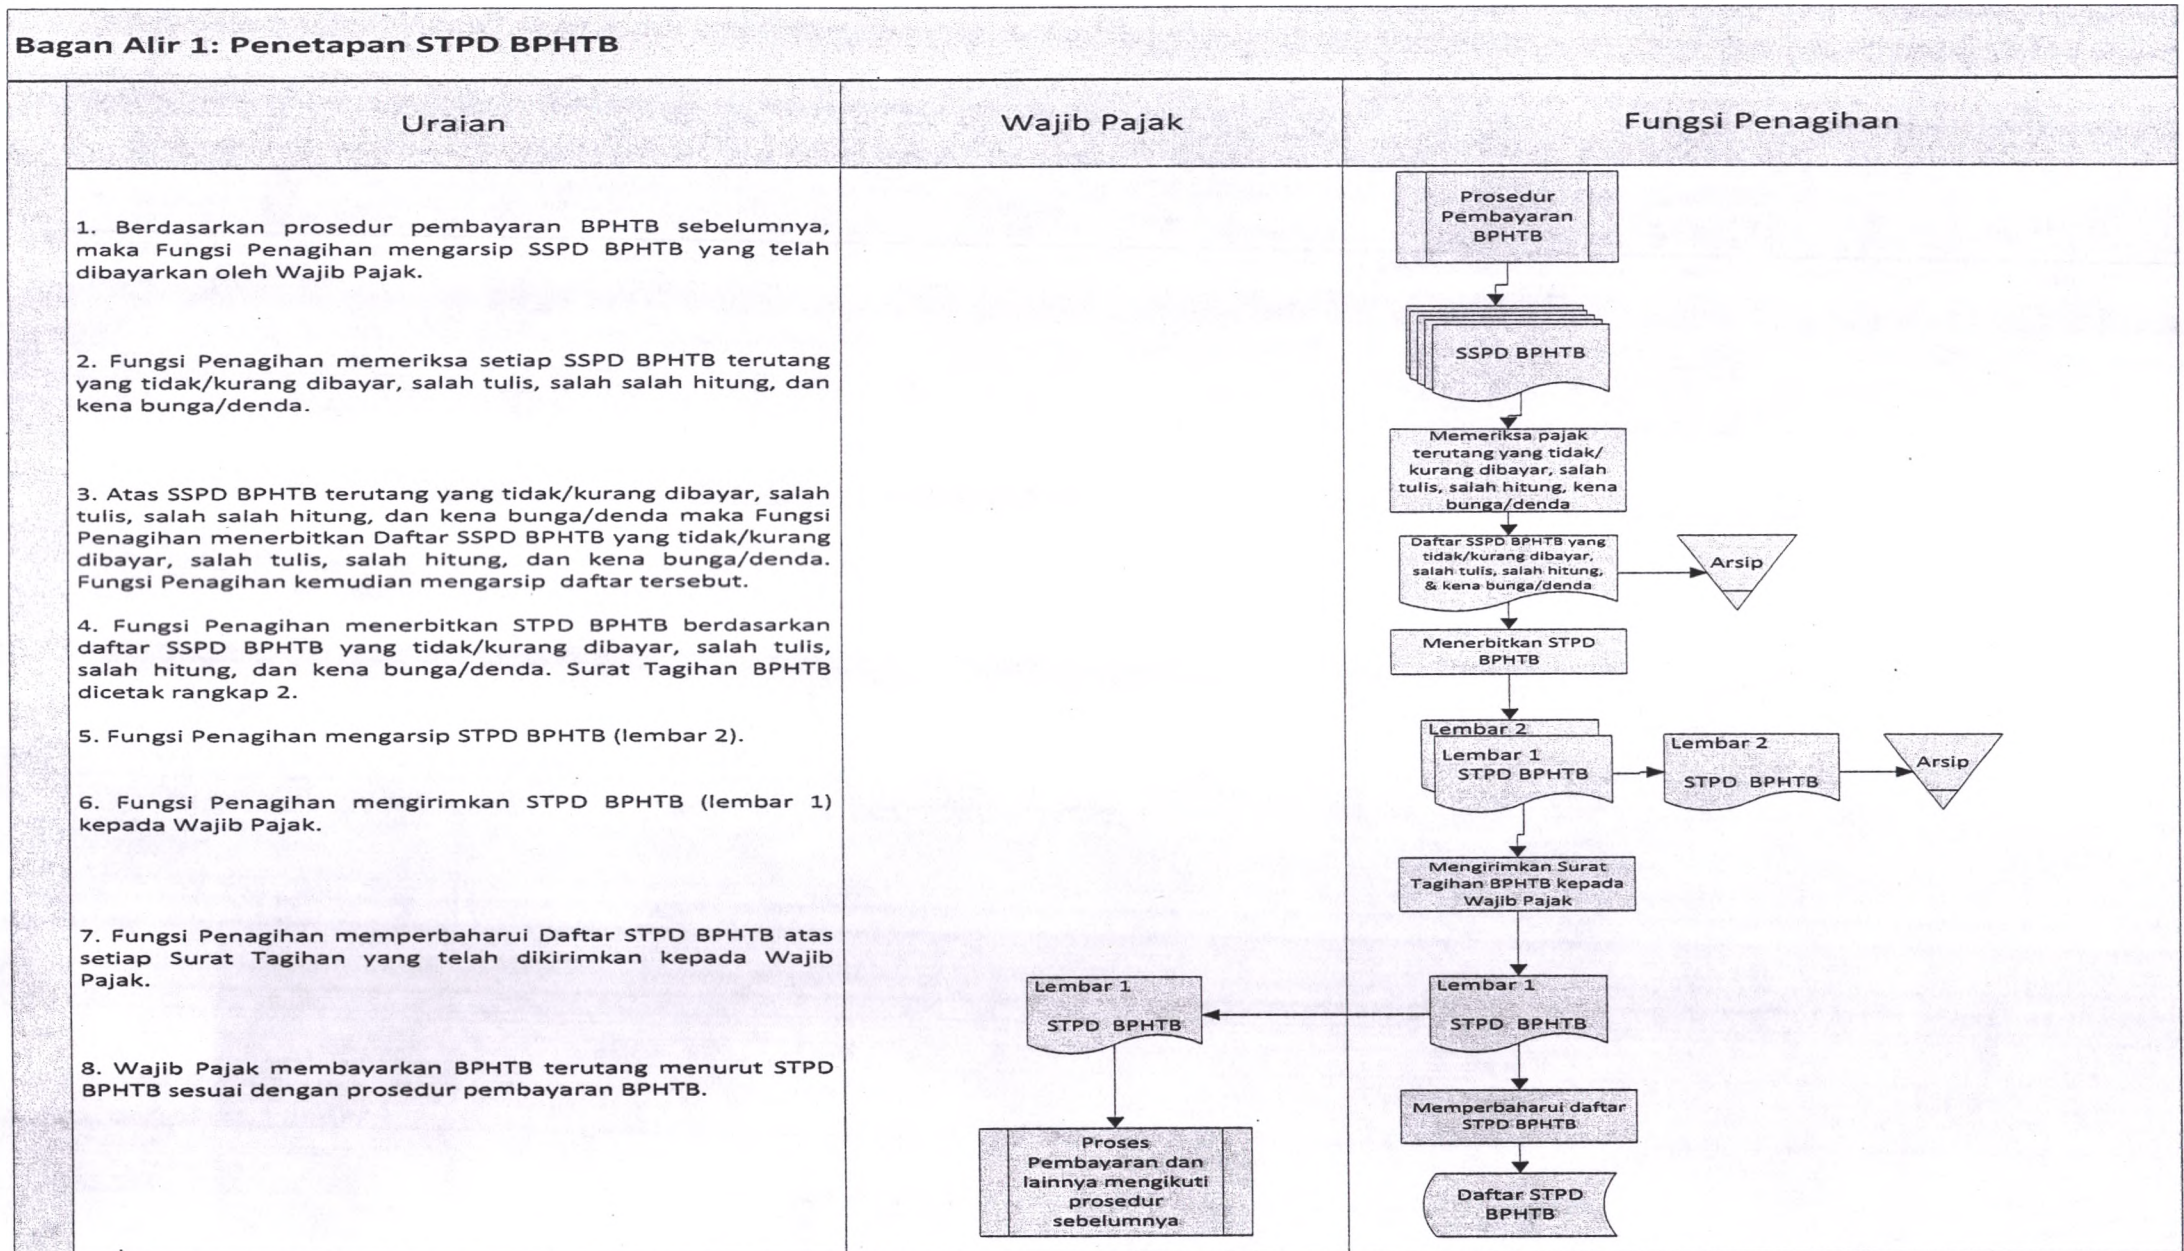 Bagan Alir 1: Penetapan STPD BPHTB
Uraian
Wajib Pajak
Fungsi Penagihan
1. Berdasarkan prosedur pembayaran BPHTB sebelumnya,
maka Fungsi Penagihan mengarsip SSPD BPHTB yang telah
dibayarkan oleh Wajib Pajak.
2. Fungsi Penagihan memeriksa setiap SSPD BPHTB terutang
yang tidak/kurang dibayar, salah tulis, salah salah hitung, dan
kena bunga/denda.
3. Atas SSPD BPHTB terutang yang tidak/kurang dibayar, salah
tulis, salah salah hitung, dan kena bunga/denda maka Fungsi
Penagihan menerbitkan Daftar SSPD BPHTB yang tidak/kurang
dibayar, salah tulis, salah hitung, dan kena bunga/denda.
Fungsi Penagihan kemudian mengarsip daftar tersebut.
4. Fungsi Penagihan menerbitkan STPD BPHTB berdasarkan
daftar SSPD BPHTB yang tidak/kurang dibayar, salah tulis,
salah hitung, dan kena bunga/denda. Surat Tagihan BPHTB
dicetak rangkap 2.
5. Fungsi Penagihan mengarsip STPD BPHTB (lembar 2).
6. Fungsi Penagihan mengirimkan STPD BPHTB (lembar 1)
kepada Wajib Pajak.
7. Fungsi Penagihan memperbaharui Daftar STPD BPHTB atas
setiap Surat Tagihan yang telah dikirimkan kepada Wajib
Pajak.
8. Wajib Pajak membayarkan BPHTB terutang menurut STPD
BPHTB sesuai dengan prosedur pembayaran BPHTB.
Lembar 1
STPD BPHTB
Proses
Pembayaran dan
lainnya mengikuti
prosedur
sebelumnya
Prosedur
Pembayaran
BPHTB
SSPD BPHTB
Memeriksa pajak
terutang yang tidak/
kurang dibayar, salah
tulis, salah hitung, kena
bunga/denda
Daftar SSPD BPHTB yang
tidak/kurang dibayar,
salah tulis, salah hitung,
& kena bunga/denda
Arsip
Menerbitkan STPD
BPHTB
Lembar 2
Lembar 1
STPD BPHTB
Lembar 2
STPD BPHTB
Arsip
Mengirimkan Surat
Tagihan BPHTB kepada
Wajib Pajak
Lembar 1
STPD BPHTB
Memperbaharui daftar
STPD BPHTB
Daftar STPD
BPHTB